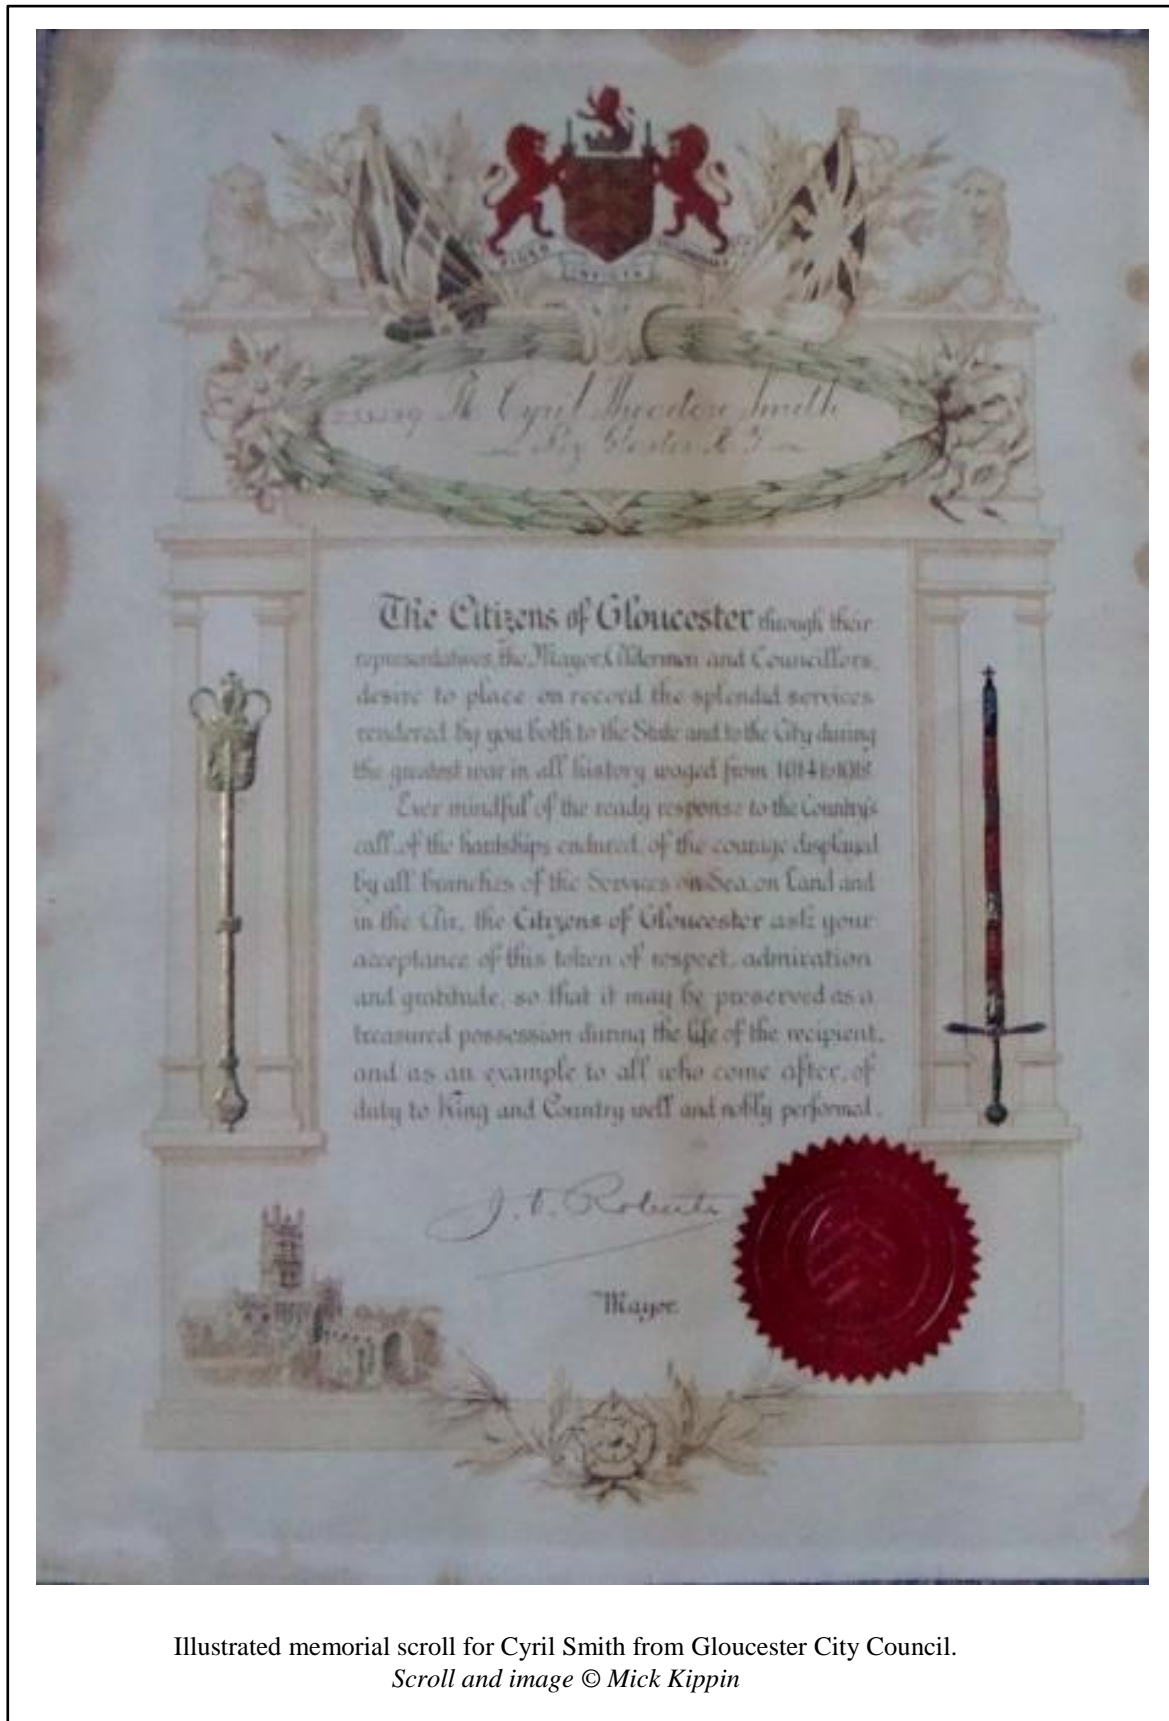 INVICTA
Cyril Theodore Smith
The Citizens of Gloucester through their
representatives, the Mayor, Aldermen and Councillors,
desire to place on record the splendid services
rendered by you both to the State and to the City during
the greatest war in all history waged from 1914 to 1918.
Ever mindful of the ready response to the Country's
call, of the hardships endured, of the courage displayed
by all branches of the Services on Sea, on Land and
in the Air, the Citizens of Gloucester ask your
acceptance of this token of respect, admiration
and gratitude, so that it may be preserved as a
treasured possession during the life of the recipient,
and as an example to all who come after, of
duty to King and Country well and nobly performed.
Roberts
Mayor.
Illustrated memorial scroll for Cyril Smith from Gloucester City Council.
Scroll and image © Mick Kippin